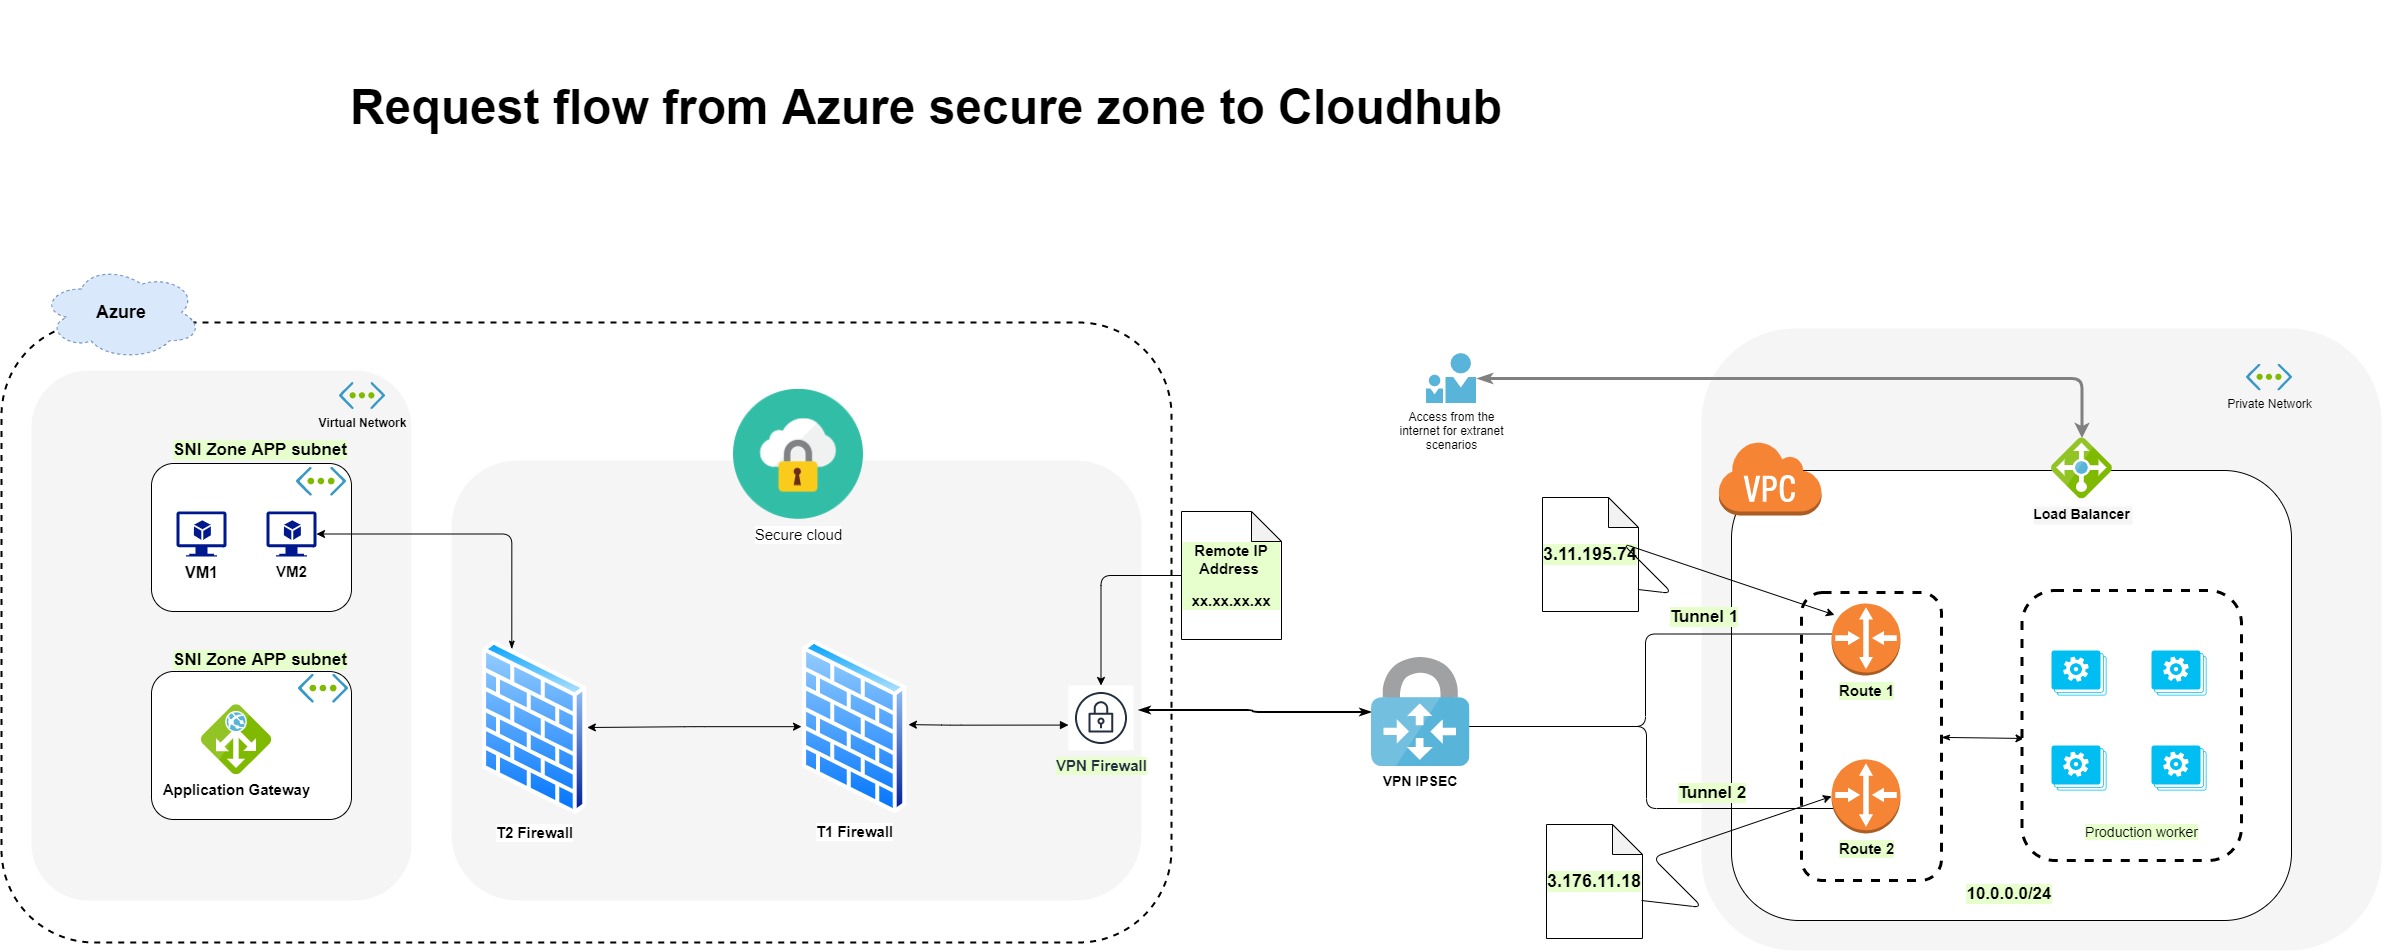 Request flow from Azure secure zone to Cloudhub
Azure
Virtual Network
SNI Zone APP subnet
VM1
VM2
SNI Zone APP subnet
Application Gateway
Secure cloud
T2 Firewall
T1 Firewall
Remote IP
Address
xx.xx.xx.xx
VPN Firewall
VPN IPSEC
Access from the
internet for extranet
scenarios
Private Network
VPC
Load Balancer
3.11.195.74
Tunnel 1
Route 1
Tunnel 2
Route 2
3.176.11.18
Production worker
10.0.0.0/24